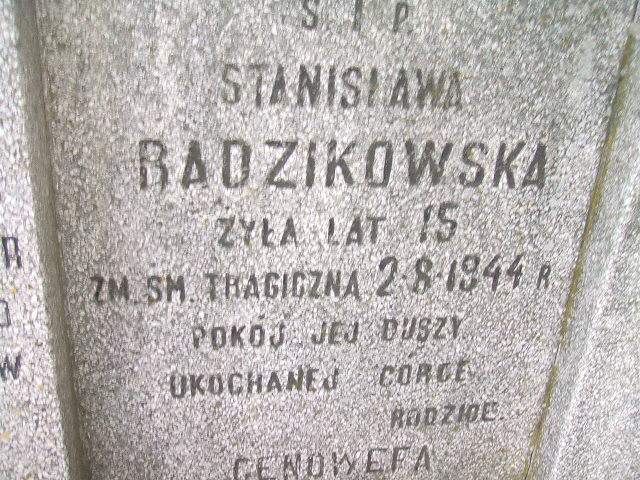 Ś. I P.
STANISŁAWA
RADZIKOWSKA
ŻYŁA LAT 15
ZM. ŚM. TRAGICZNĄ 2·8·1944 R
POKÓJ JEJ DUSZY
UKOCHANEJ CÓRCE
RODZICE.
GENOWEFA